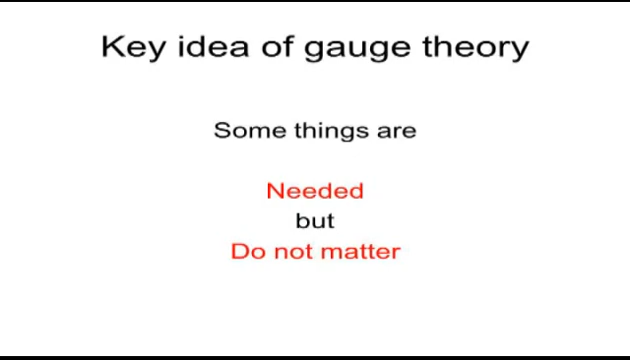 Key idea of gauge theory
Some things are
Needed
but
Do not matter